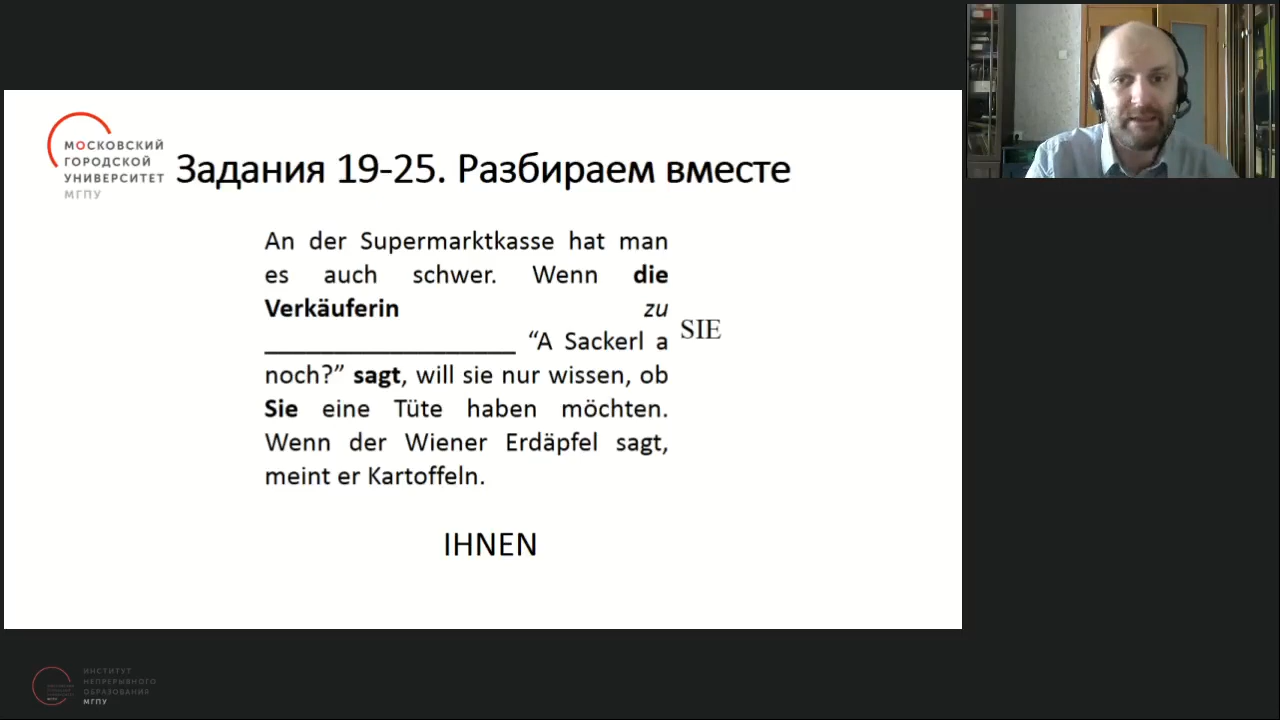 МОСКОВСКИЙ
ГОРОДСКОЙ
УНИВЕРСИТЕТ
МГПУ
Задания 19-25. Разбираем вместе
An der Supermarktkasse hat man
es auch schwer. Wenn die
Verkäuferin zu
____________________ “A Sackerl a
noch?” sagt, will sie nur wissen, ob
Sie eine Tüte haben möchten.
Wenn der Wiener Erdäpfel sagt,
meint er Kartoffeln.
SIE
IHNEN
ИНСТИТУТ
НЕПРЕРЫВНОГО
ОБРАЗОВАНИЯ
МГПУ